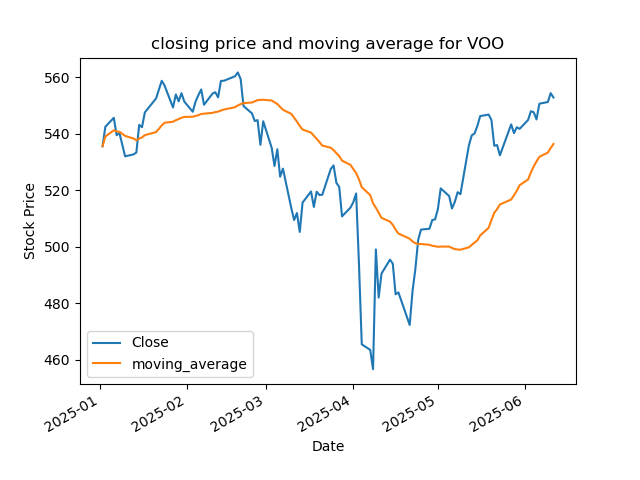 closing price and moving average for VOO
560
540
520
500
480
460
Stock Price
Close
moving_average
2025-01
2025-02
2025-03
2025-04
2025-05
2025-06
Date